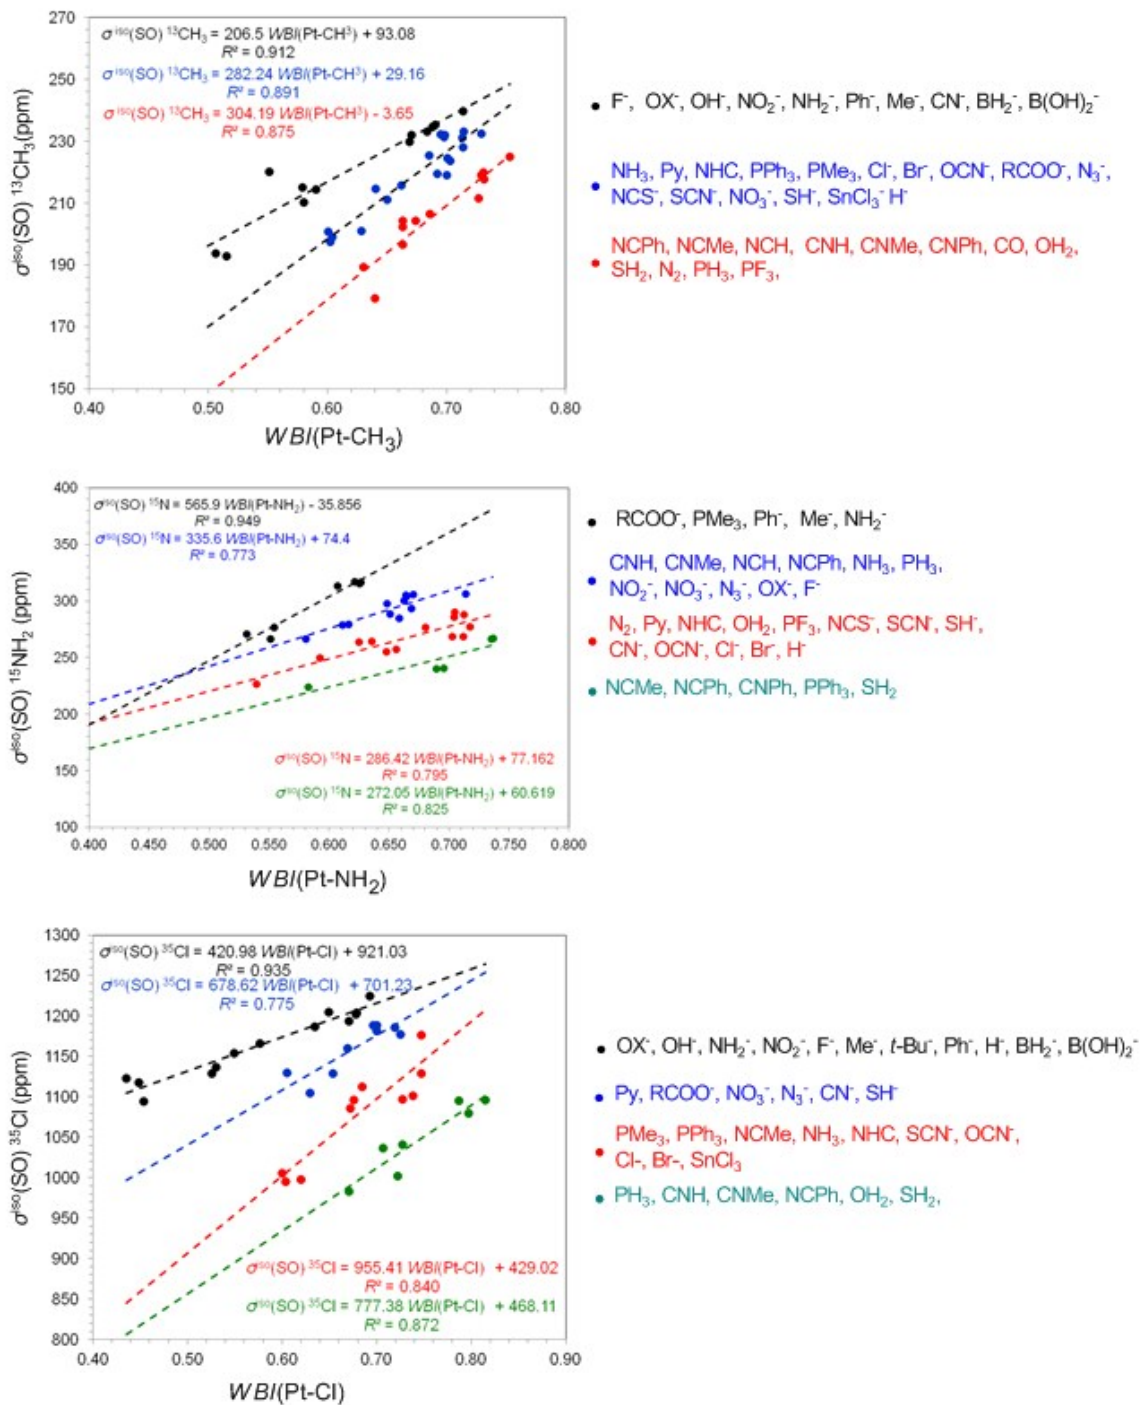 270
250
230
210
190
170
150
0.40 0.50 0.60 0.70 0.80
σ^iso(SO) ¹³CH₃ (ppm)
WBI(Pt-CH₃)
σ^iso(SO) ¹³CH₃ = 206.5 WBI(Pt-CH³) + 93.08
R² = 0.912
σ^iso(SO) ¹³CH₃ = 282.24 WBI(Pt-CH³) + 29.16
R² = 0.891
σ^iso(SO) ¹³CH₃ = 304.19 WBI(Pt-CH³) - 3.65
R² = 0.875
F⁻, OX⁻, OH⁻, NO₂⁻, NH₂⁻, Ph⁻, Me⁻, CN⁻, BH₂⁻, B(OH)₂⁻
NH₃, Py, NHC, PPh₃, PMe₃, Cl⁻, Br⁻, OCN⁻, RCOO⁻, N₃⁻,
NCS⁻, SCN⁻, NO₃⁻, SH⁻, SnCl₃⁻ H⁻
NCPh, NCMe, NCH, CNH, CNMe, CNPh, CO, OH₂,
SH₂, N₂, PH₃, PF₃,
400
350
300
250
200
150
100
0.400 0.450 0.500 0.550 0.600 0.650 0.700 0.750 0.800
σ^iso(SO) ¹⁵NH₂ (ppm)
WBI(Pt-NH₂)
σ^iso(SO) ¹⁵N = 565.9 WBI(Pt-NH₂) - 35.856
R² = 0.949
σ^iso(SO) ¹⁵N = 335.6 WBI(Pt-NH₂) + 74.4
R² = 0.773
σ^iso(SO) ¹⁵N = 286.42 WBI(Pt-NH₂) + 77.162
R² = 0.795
σ^iso(SO) ¹⁵N = 272.05 WBI(Pt-NH₂) + 60.619
R² = 0.825
RCOO⁻, PMe₃, Ph⁻, Me⁻, NH₂⁻
CNH, CNMe, NCH, NCPh, NH₃, PH₃,
NO₂⁻, NO₃⁻, N₃⁻, OX⁻, F⁻
N₂, Py, NHC, OH₂, PF₃, NCS⁻, SCN⁻, SH⁻,
CN⁻, OCN⁻, Cl⁻, Br⁻, H⁻
NCMe, NCPh, CNPh, PPh₃, SH₂
1300
1250
1200
1150
1100
1050
1000
950
900
850
800
0.40 0.50 0.60 0.70 0.80 0.90
σ^iso(SO) ³⁵Cl (ppm)
WBI(Pt-Cl)
σ^iso(SO) ³⁵Cl = 420.98 WBI(Pt-Cl) + 921.03
R² = 0.935
σ^iso(SO) ³⁵Cl = 678.62 WBI(Pt-Cl) + 701.23
R² = 0.775
σ^iso(SO) ³⁵Cl = 955.41 WBI(Pt-Cl) + 429.02
R² = 0.840
σ^iso(SO) ³⁵Cl = 777.38 WBI(Pt-Cl) + 468.11
R² = 0.872
OX⁻, OH⁻, NH₂⁻, NO₂⁻, F⁻, Me⁻, t-Bu⁻, Ph⁻, H⁻, BH₂⁻, B(OH)₂⁻
Py, RCOO⁻, NO₃⁻, N₃⁻, CN⁻, SH⁻
PMe₃, PPh₃, NCMe, NH₃, NHC, SCN⁻, OCN⁻,
Cl-, Br-, SnCl₃
PH₃, CNH, CNMe, NCPh, OH₂, SH₂,